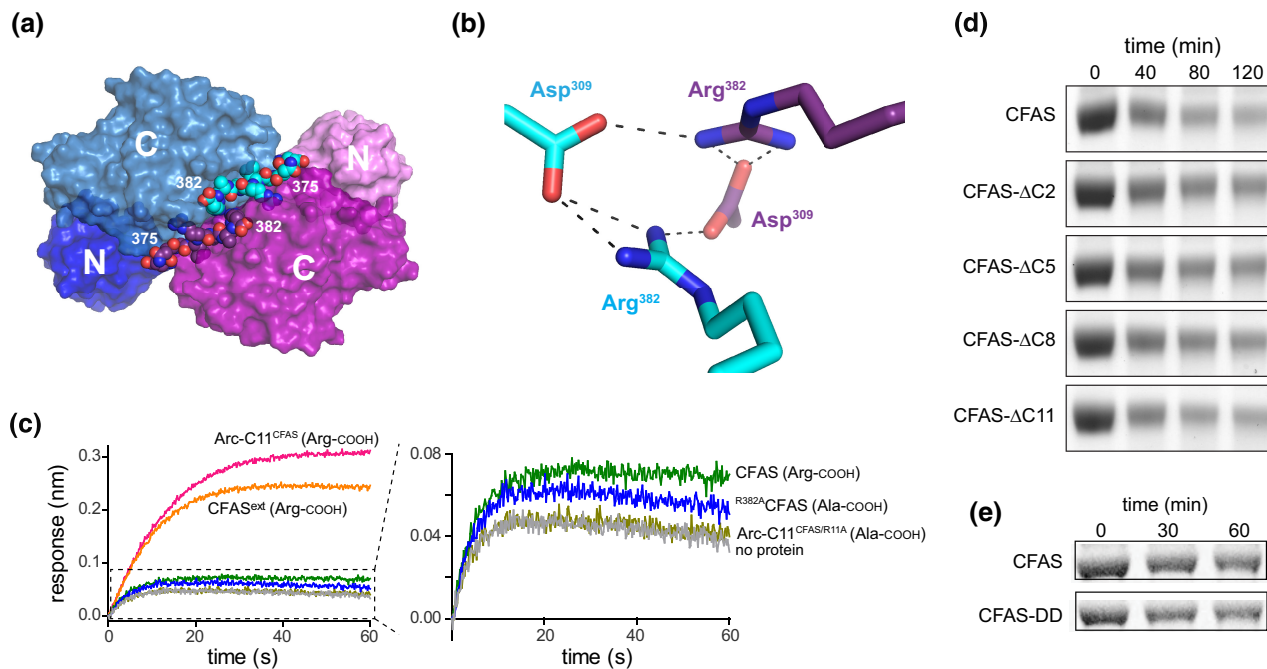 (a)
C
N
382
375
375
382
N
C
(b)
Asp³⁰⁹
Arg³⁸²
Asp³⁰⁹
Arg³⁸²
(c)
response (nm)
0.3
0.2
0.1
0.0
0
20
40
60
time (s)
Arc-C11ᶜᶠᴬˢ (Arg-COOH)
CFASᵉˣᵗ (Arg-COOH)
0.08
0.04
0.00
0
20
40
60
time (s)
CFAS (Arg-COOH)
ᴿ³⁸²ᴬCFAS (Ala-COOH)
Arc-C11ᶜᶠᴬˢ/ᴿ¹¹ᴬ (Ala-COOH)
no protein
(d)
time (min)
0 40 80 120
CFAS
CFAS-ΔC2
CFAS-ΔC5
CFAS-ΔC8
CFAS-ΔC11
(e)
time (min)
0 30 60
CFAS
CFAS-DD